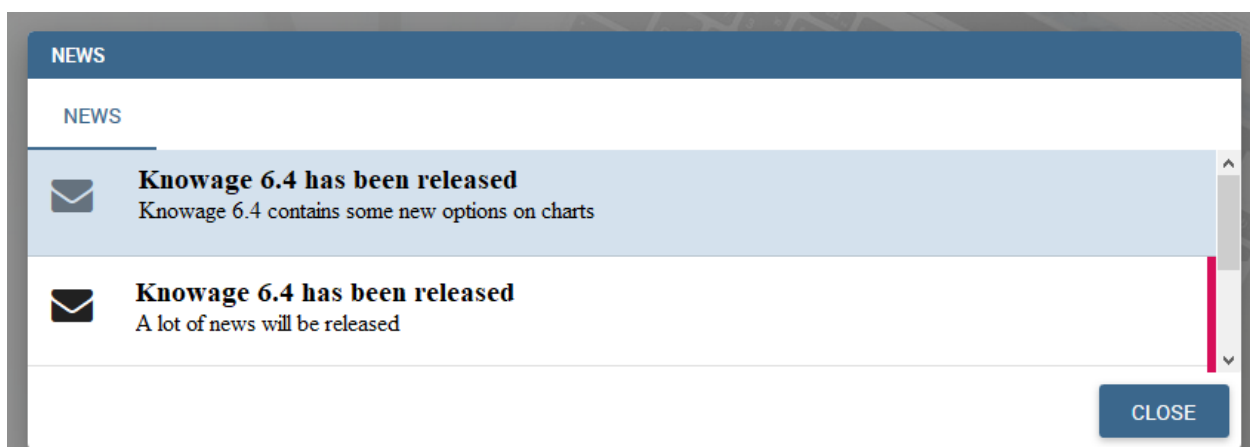 NEWS
NEWS
Knowage 6.4 has been released
Knowage 6.4 contains some new options on charts
Knowage 6.4 has been released
A lot of news will be released
CLOSE